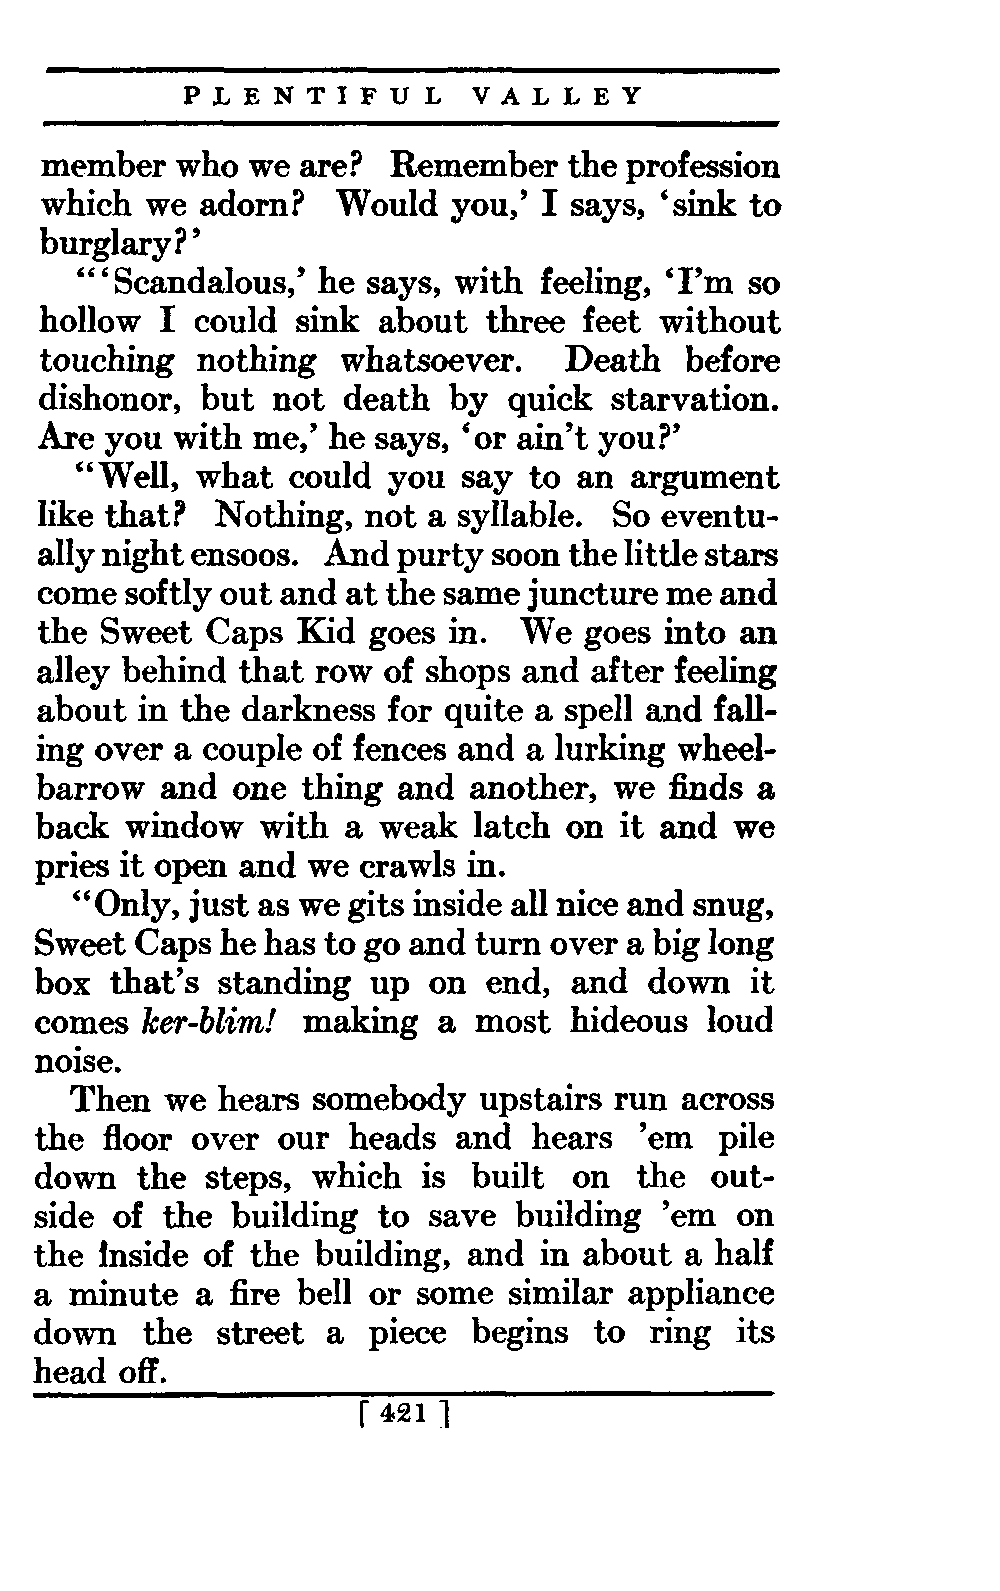 PLENTIFUL VALLEY
member who we are? Remember the profession
which we adorn? Would you,' I says, 'sink to
burglary?'
"'Scandalous,' he says, with feeling, 'I'm so
hollow I could sink about three feet without
touching nothing whatsoever. Death before
dishonor, but not death by quick starvation.
Are you with me,' he says, 'or ain't you?'
"Well, what could you say to an argument
like that? Nothing, not a syllable. So eventu-
ally night ensoos. And purty soon the little stars
come softly out and at the same juncture me and
the Sweet Caps Kid goes in. We goes into an
alley behind that row of shops and after feeling
about in the darkness for quite a spell and fall-
ing over a couple of fences and a lurking wheel-
barrow and one thing and another, we finds a
back window with a weak latch on it and we
pries it open and we crawls in.
"Only, just as we gits inside all nice and snug,
Sweet Caps he has to go and turn over a big long
box that's standing up on end, and down it
comes ker-blim! making a most hideous loud
noise.
Then we hears somebody upstairs run across
the floor over our heads and hears 'em pile
down the steps, which is built on the out-
side of the building to save building 'em on
the inside of the building, and in about a half
a minute a fire bell or some similar appliance
down the street a piece begins to ring its
head off.
[ 421 ]